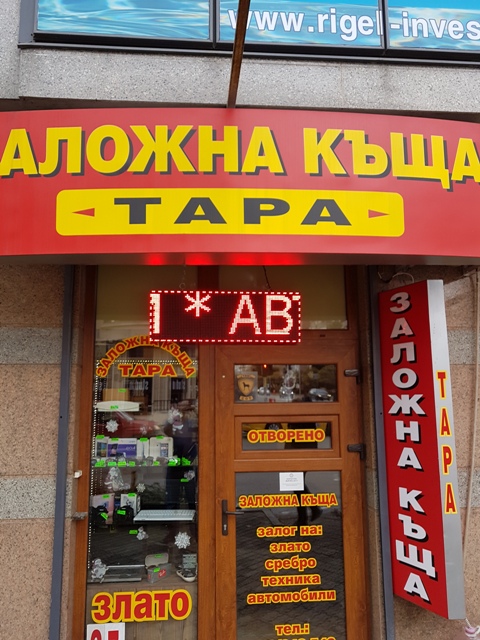 www.rigel-inves
АЛОЖНА КЪЩА
ТАРА
1 * АВ
ЗАЛОЖНА КЪЩА
ТАРА
ОТВОРЕНО
ЗАЛОЖНА КЪЩА
залог на:
злато
сребро
техника
автомобили
тел.:
злато
ЗАЛОЖНА КЪЩА
ТАРА